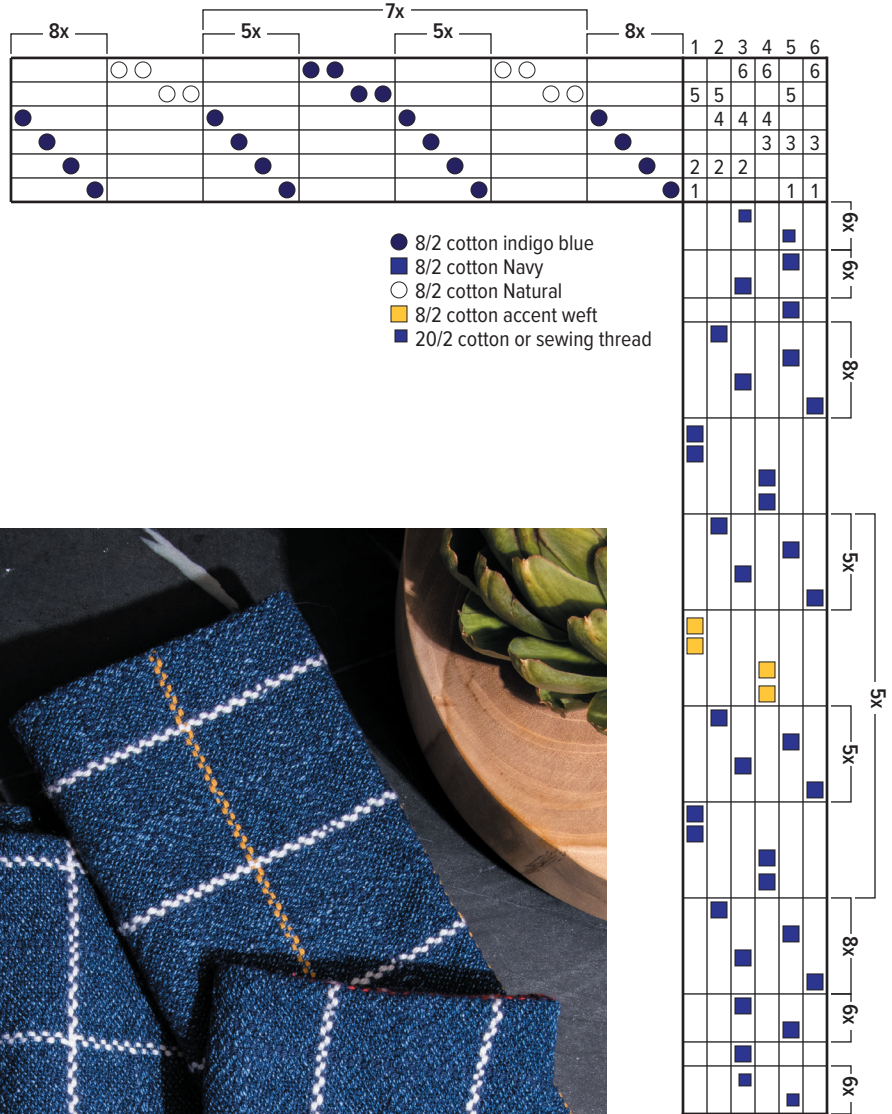 7x
8x 5x 5x 8x
1 2 3 4 5 6
6 6 6
5 5 5
4 4 4
3 3 3
2 2 2
1 1 1
6x
8/2 cotton indigo blue
6x
8/2 cotton Navy
8/2 cotton Natural
8/2 cotton accent weft
20/2 cotton or sewing thread
8x
5x
5x
5x
8x
6x
6x